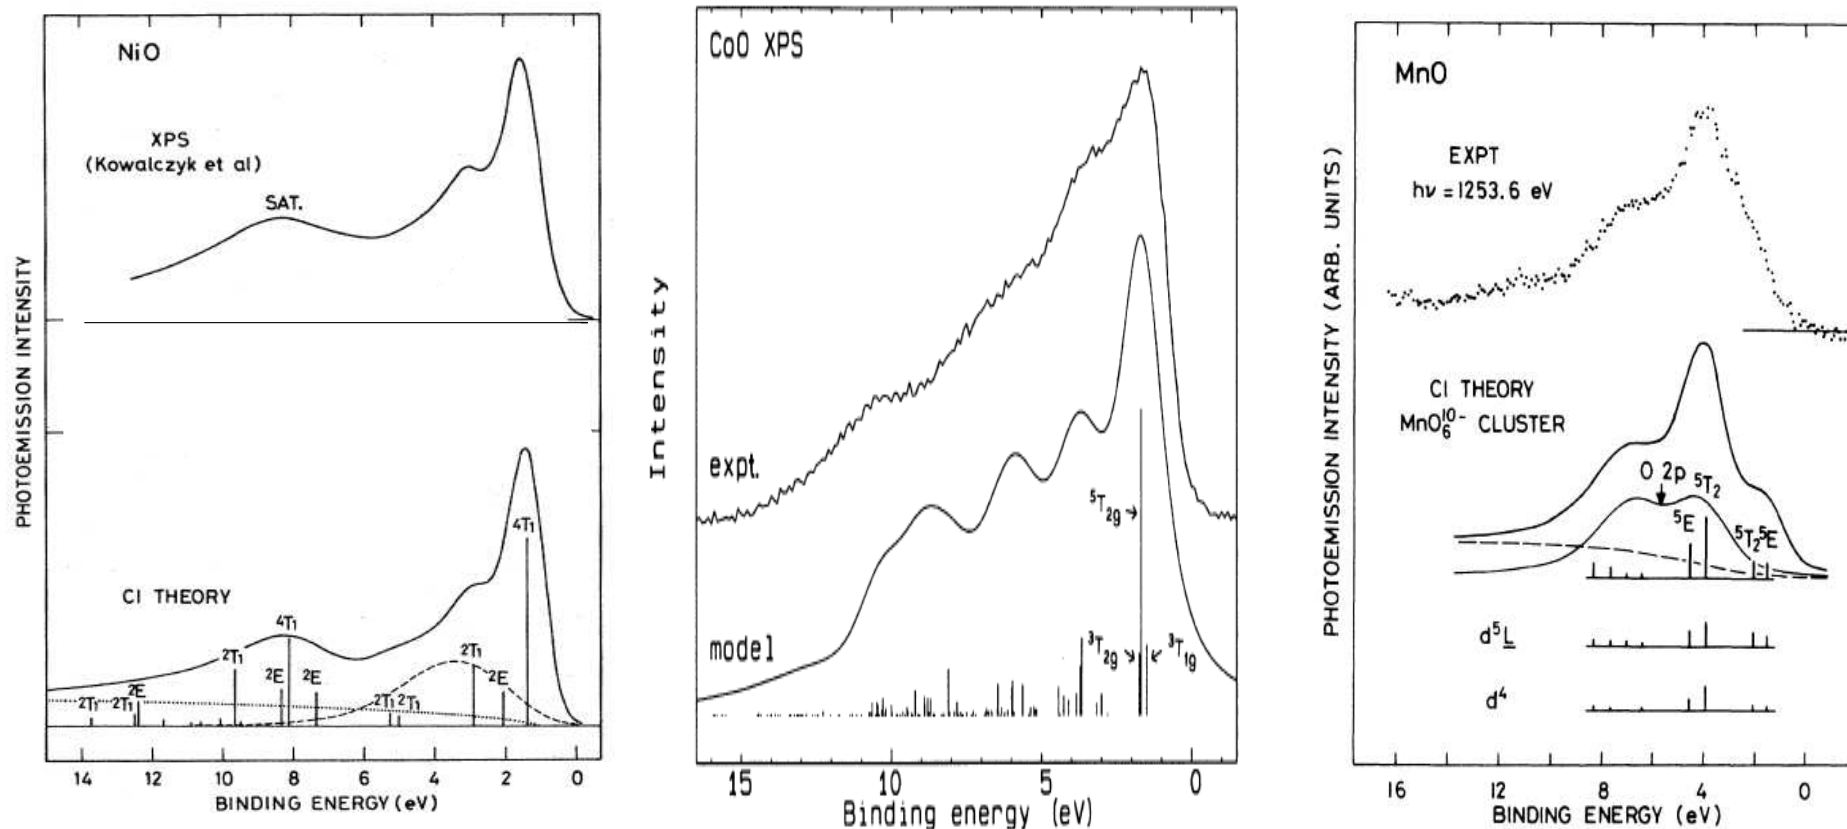 NiO
XPS
(Kowalczyk et al)
SAT.
PHOTOEMISSION INTENSITY
CI THEORY
²T₁
²T₁
²E
²T₁
²E
⁴T₁
²E
²T₁
²T₁
²T₁
²E
⁴T₁
14 12 10 8 6 4 2 0
BINDING ENERGY (eV)
CoO XPS
Intensity
expt.
model
⁵T₂g
³T₂g
³T₁g
15 10 5 0
Binding energy (eV)
MnO
EXPT
hν = 1253.6 eV
PHOTOEMISSION INTENSITY (ARB. UNITS)
CI THEORY
MnO₆¹⁰⁻ CLUSTER
O 2p
⁵T₂
⁵E
⁵T₂ ⁵E
d⁵L
d⁴
16 12 8 4 0
BINDING ENERGY (eV)